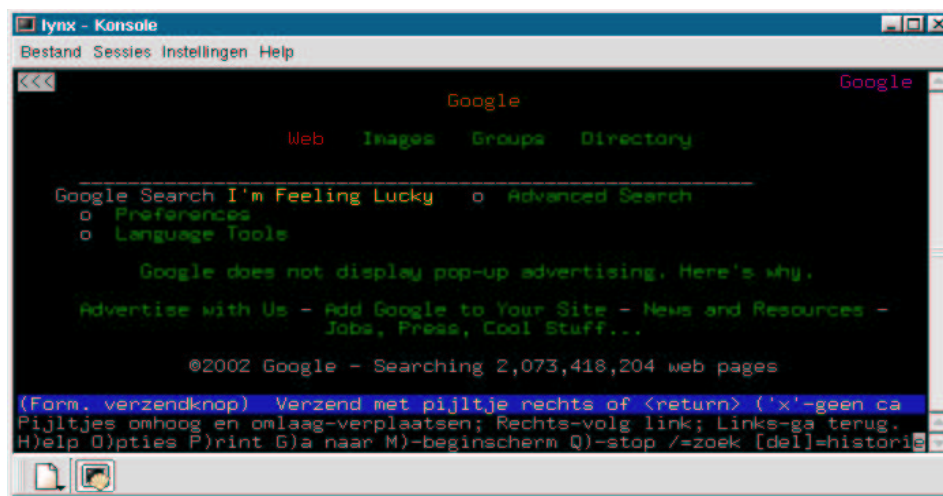 lynx - Konsole
Bestand Sessies Instellingen Help
<<< Google
Google
Web Images Groups Directory
Google Search I'm Feeling Lucky o Advanced Search
o Preferences
o Language Tools
Google does not display pop-up advertising. Here's why.
Advertise with Us - Add Google to Your Site - News and Resources -
Jobs, Press, Cool Stuff...
©2002 Google - Searching 2,073,418,204 web pages
(Form. verzendknop) Verzend met pijltje rechts of <return> ('x'-geen ca
Pijltjes omhoog en omlaag-verplaatsen; Rechts-volg link; Links-ga terug.
H)elp O)pties P)rint G)a naar M)-beginscherm Q)-stop /=zoek [del]=historie